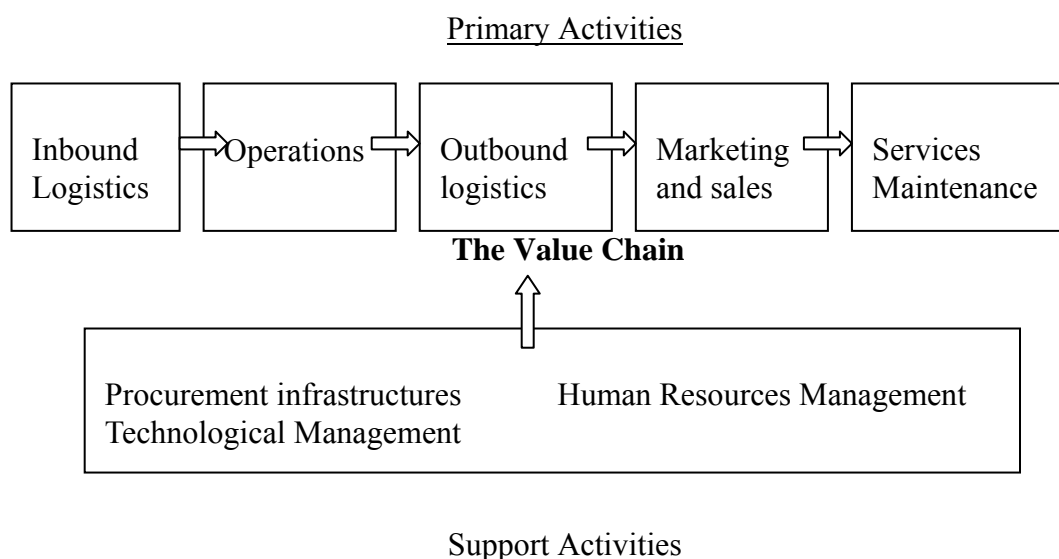 Primary Activities
Inbound
Logistics
Operations
Outbound
logistics
Marketing
and sales
Services
Maintenance
The Value Chain
Procurement infrastructures
Technological Management
Human Resources Management
Support Activities